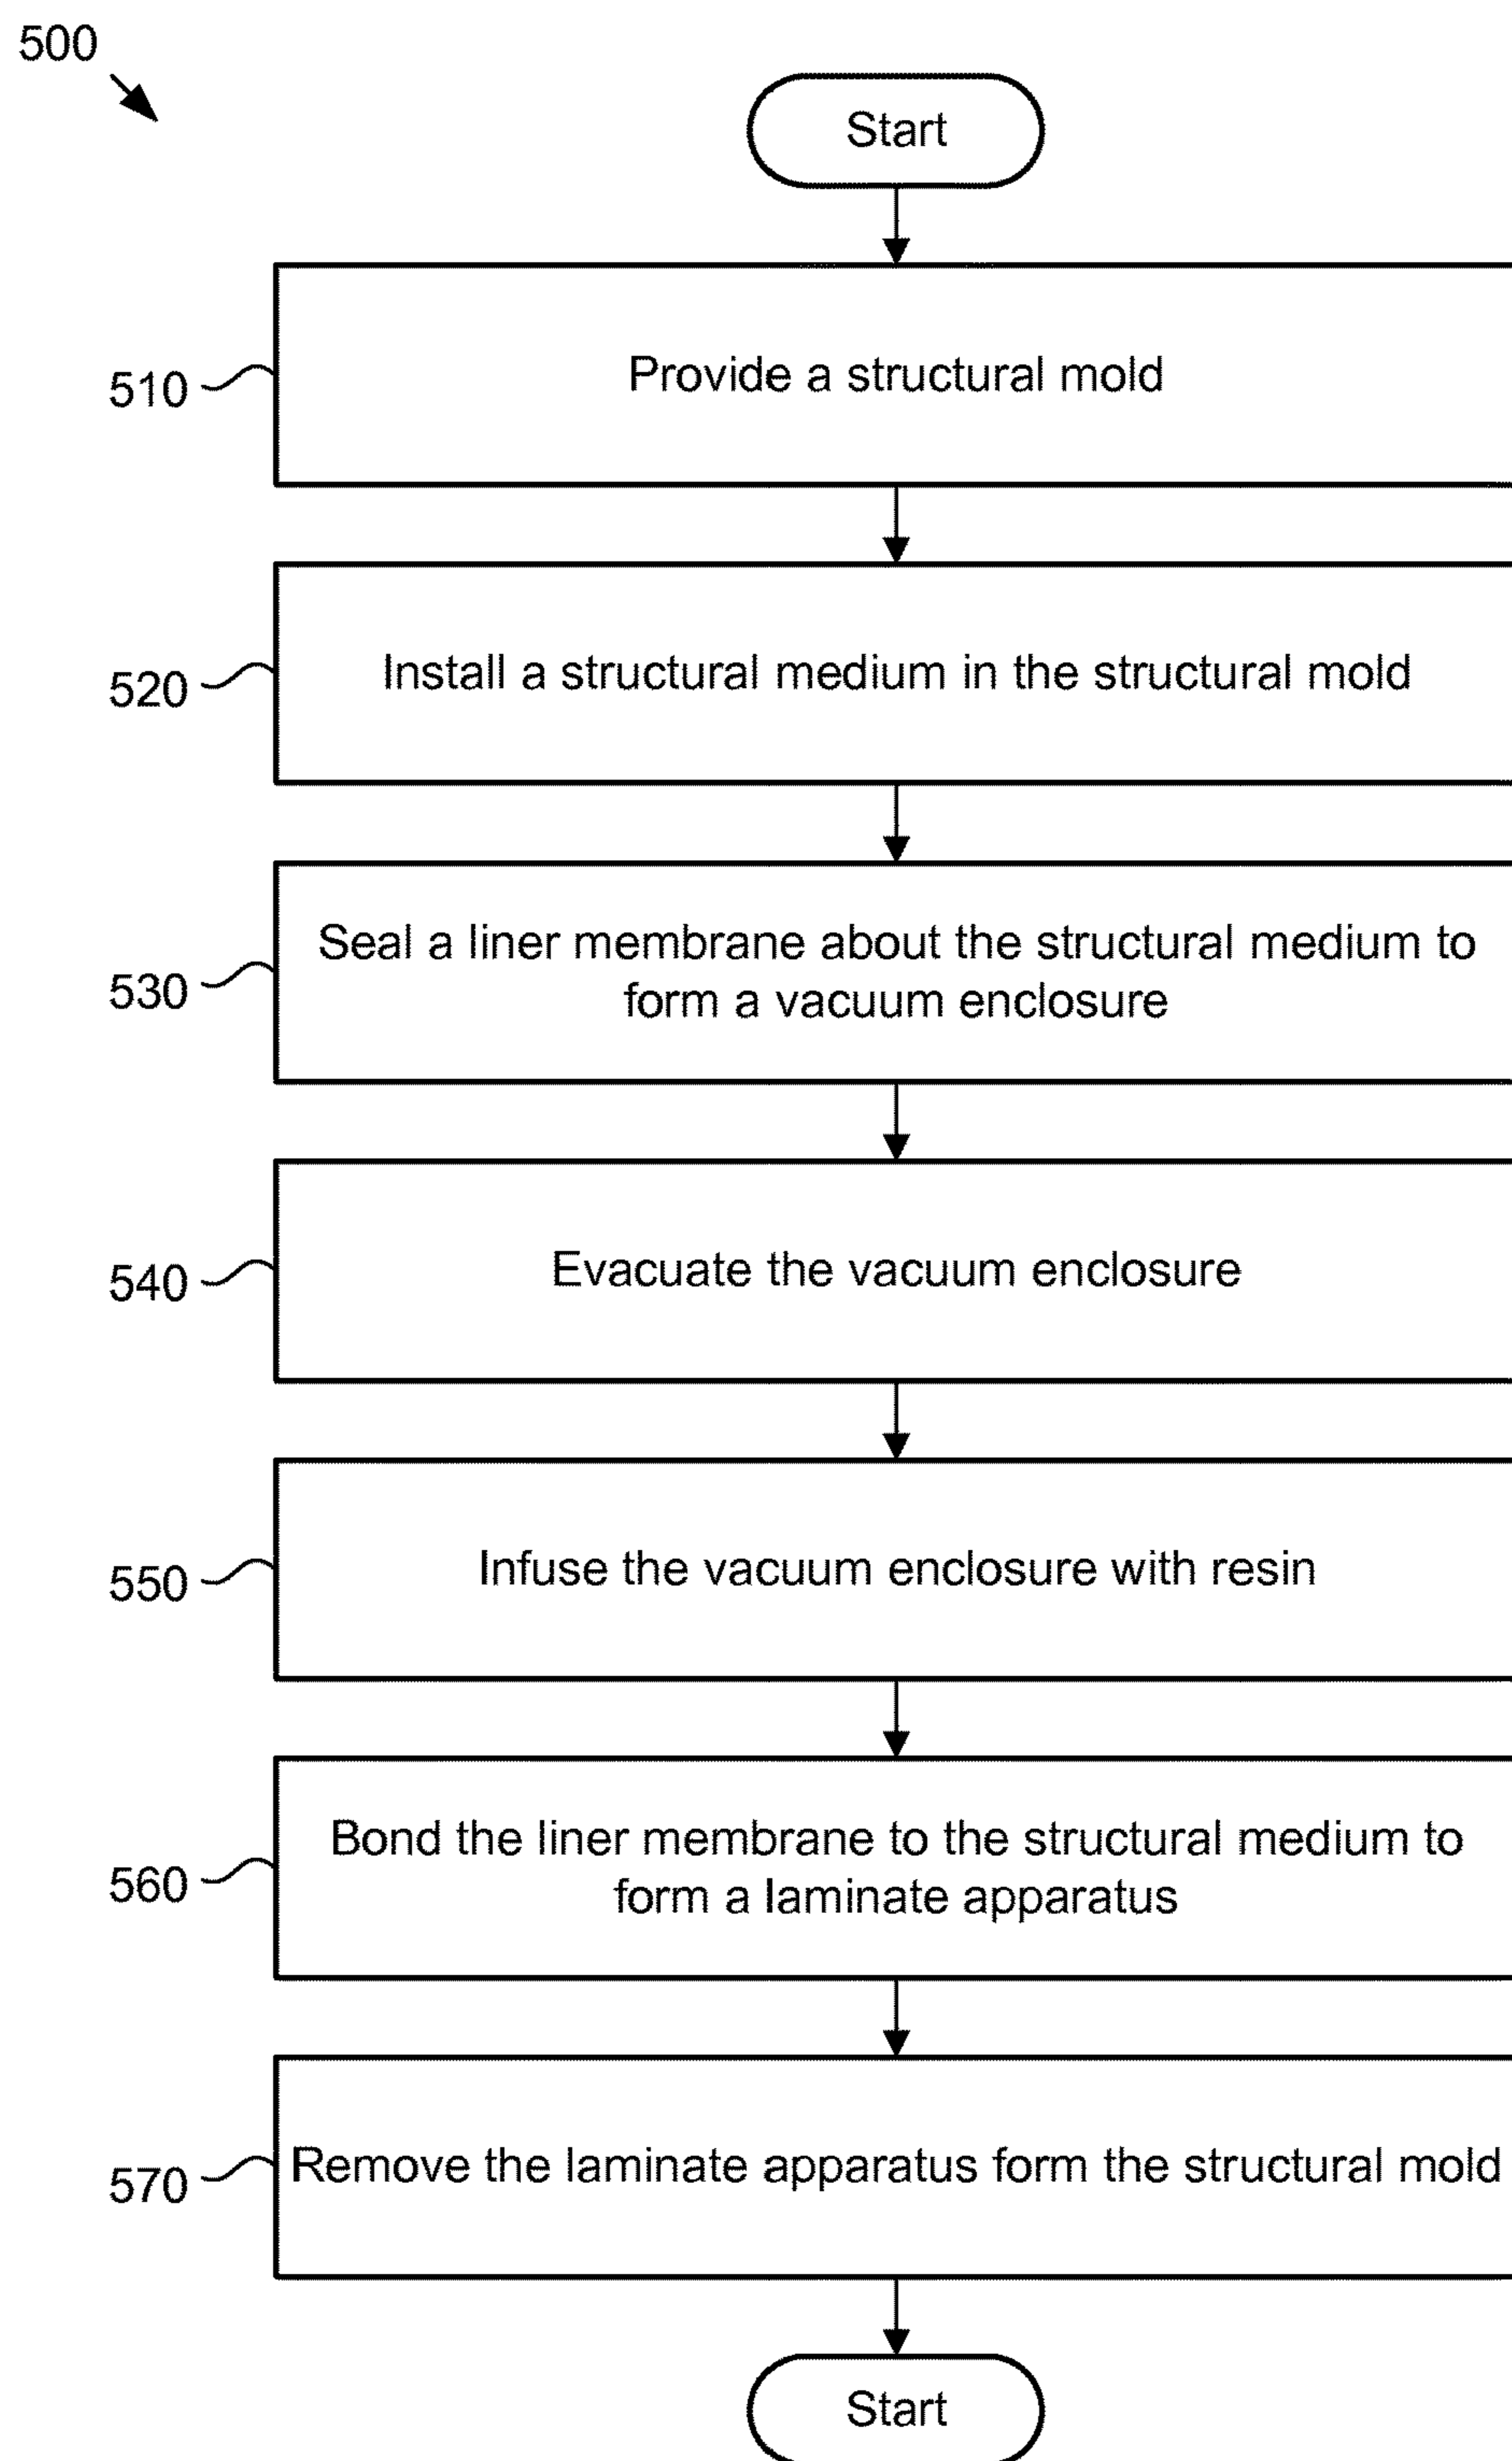 500
Start
510
Provide a structural mold
520
Install a structural medium in the structural mold
530
Seal a liner membrane about the structural medium to
form a vacuum enclosure
540
Evacuate the vacuum enclosure
550
Infuse the vacuum enclosure with resin
560
Bond the liner membrane to the structural medium to
form a laminate apparatus
570
Remove the laminate apparatus form the structural mold
Start